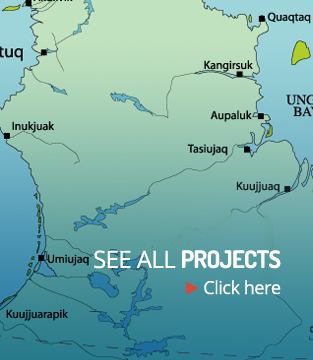 Quaqtaq
tuq
Kangirsuk
UNG
BAY
Aupaluk
Inukjuak
Tasiujaq
Kuujjuaq
Umiujaq
SEE ALL PROJECTS
Click here
Kuujjuarapik